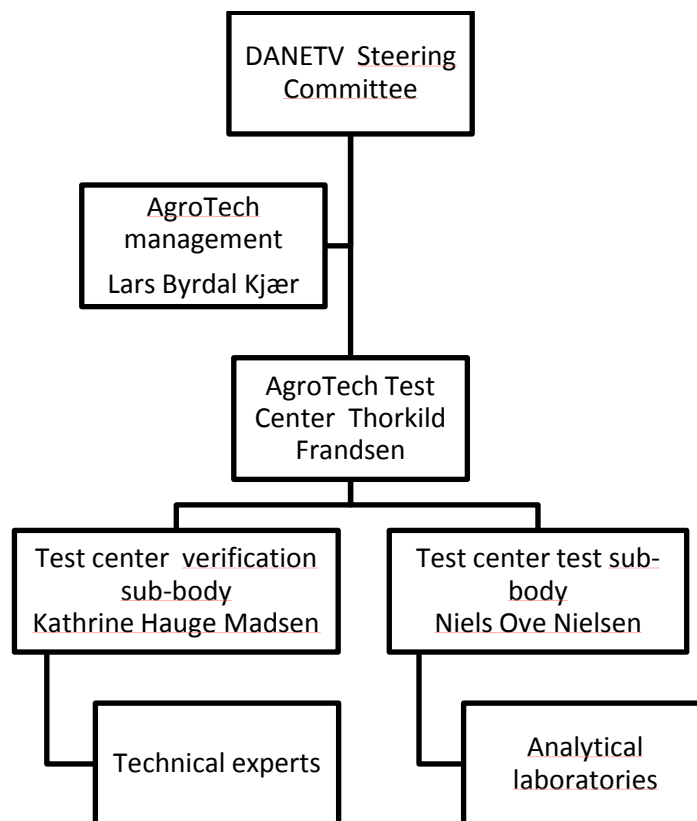 DANETV Steering
Committee
AgroTech
management
Lars Byrdal Kjær
AgroTech Test
Center Thorkild
Frandsen
Test center verification
sub-body
Kathrine Hauge Madsen
Test center test sub-
body
Niels Ove Nielsen
Technical experts
Analytical
laboratories